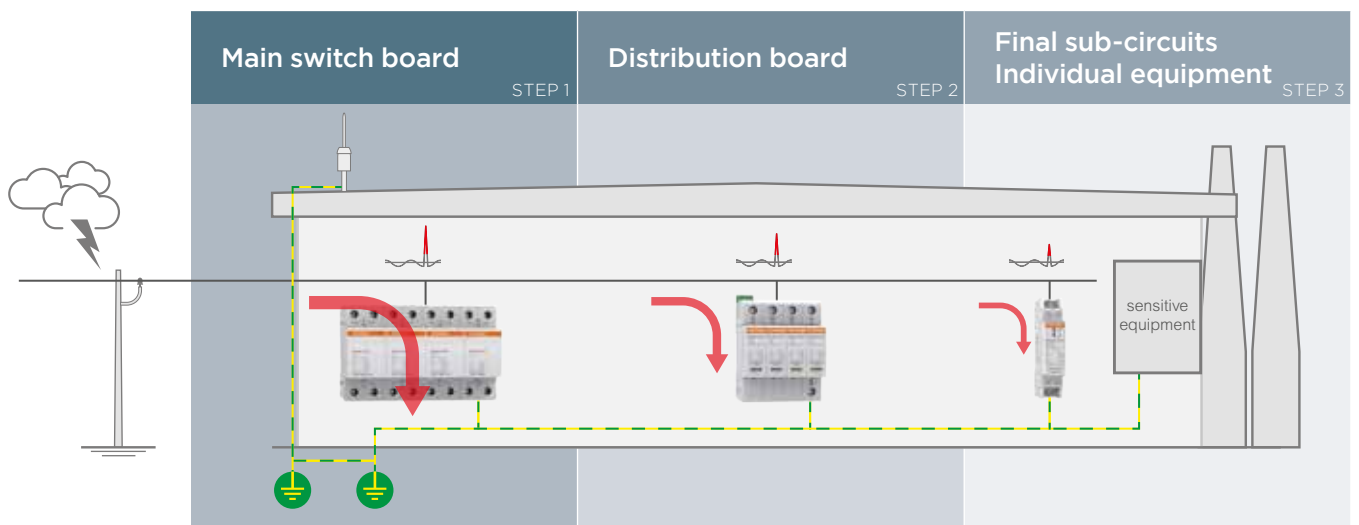 Main switch board
STEP 1
Distribution board
STEP 2
Final sub-circuits
Individual equipment
STEP 3
sensitive
equipment